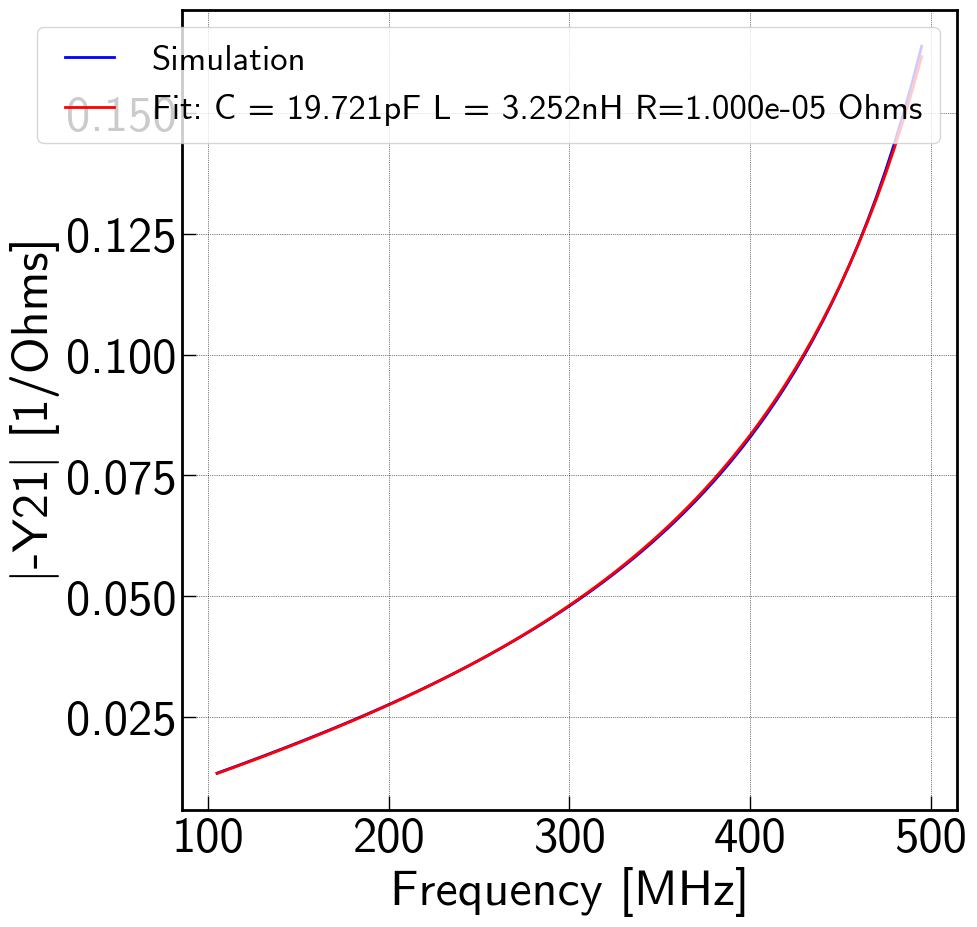 Simulation
Fit: C = 19.721pF L = 3.252nH R=1.000e-05 Ohms
0.150
0.125
0.100
0.075
0.050
0.025
|-Y21| [1/Ohms]
100 200 300 400 500
Frequency [MHz]